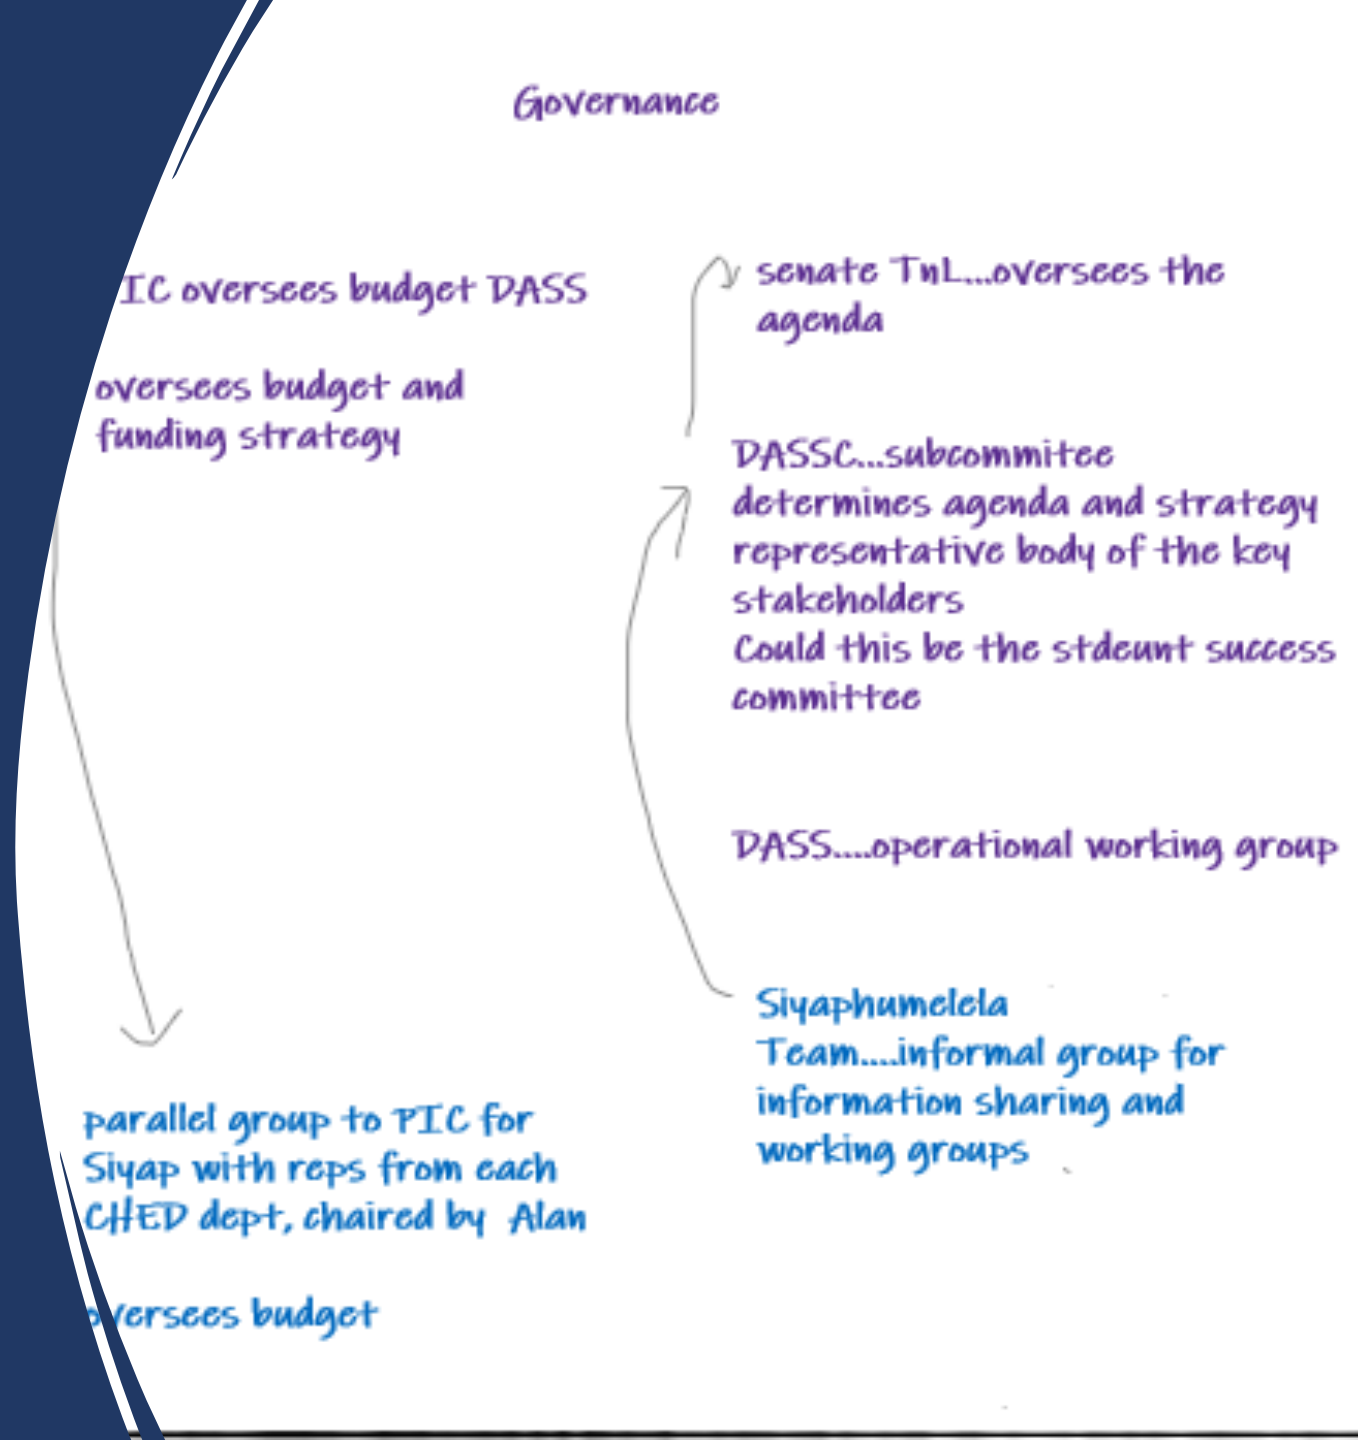 Governance
IC oversees budget DASS
oversees budget and
funding strategy
senate TnL...oversees the
agenda
DASSC...subcommitee
determines agenda and strategy
representative body of the key
stakeholders
Could this be the stdeunt success
committee
DASS....operational working group
Siyaphumelela
Team....informal group for
information sharing and
working groups
parallel group to PIC for
Siyap with reps from each
CHED dept, chaired by Alan
oversees budget